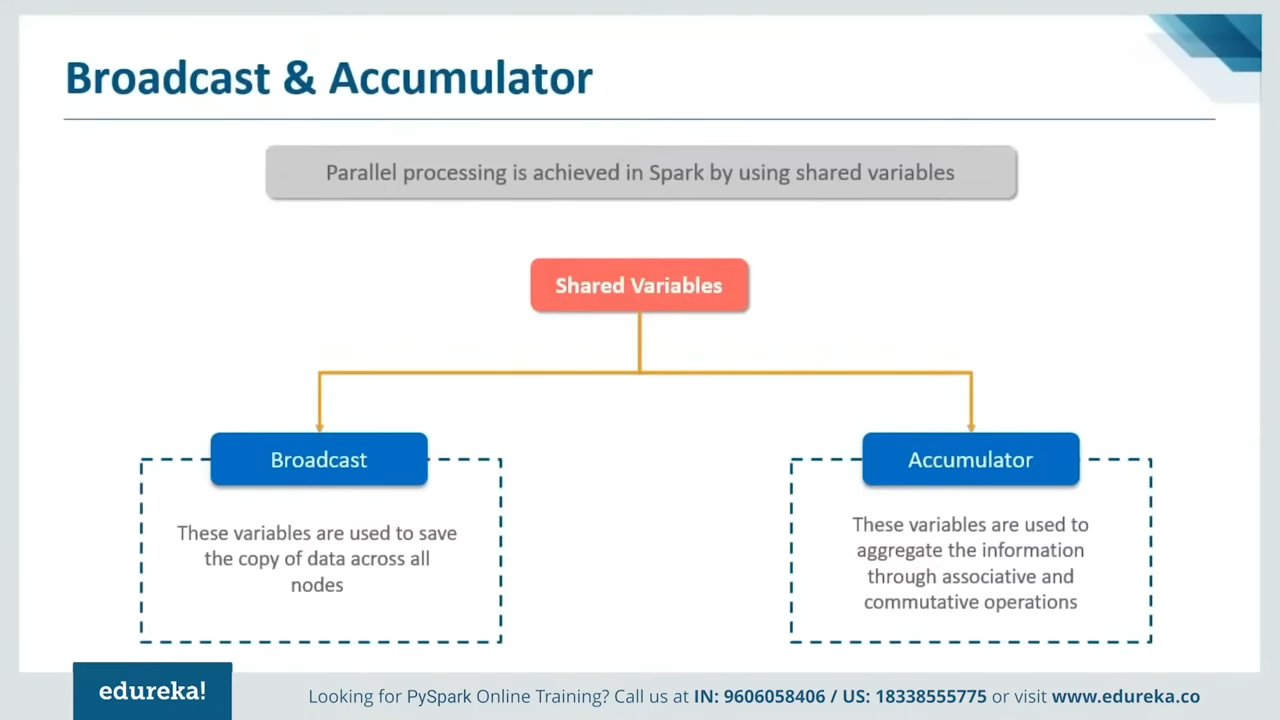 Broadcast & Accumulator
Parallel processing is achieved in Spark by using shared variables
Shared Variables
Broadcast
These variables are used to save
the copy of data across all
nodes
Accumulator
These variables are used to
aggregate the information
through associative and
commutative operations
edureka!
Looking for PySpark Online Training? Call us at IN: 9606058406 / US: 18338555775 or visit www.edureka.co